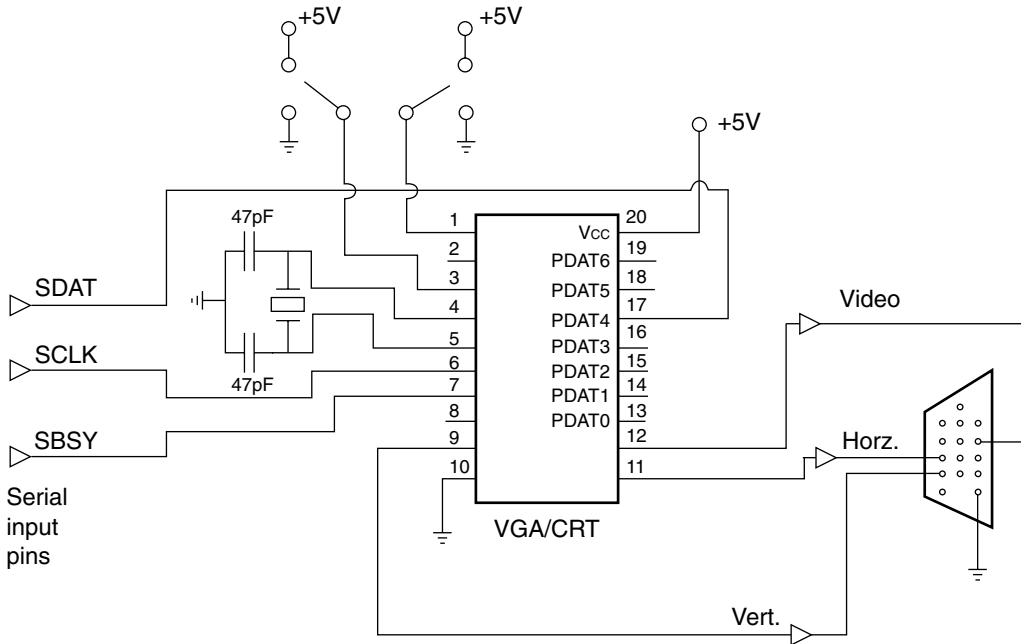 +5V
+5V
+5V
47pF
SDAT
SCLK
47pF
SBSY
Serial
input
pins
1
2
3
4
5
6
7
8
9
10
VCC
PDAT6
PDAT5
PDAT4
PDAT3
PDAT2
PDAT1
PDAT0
20
19
18
17
16
15
14
13
12
11
VGA/CRT
Video
Horz.
Vert.